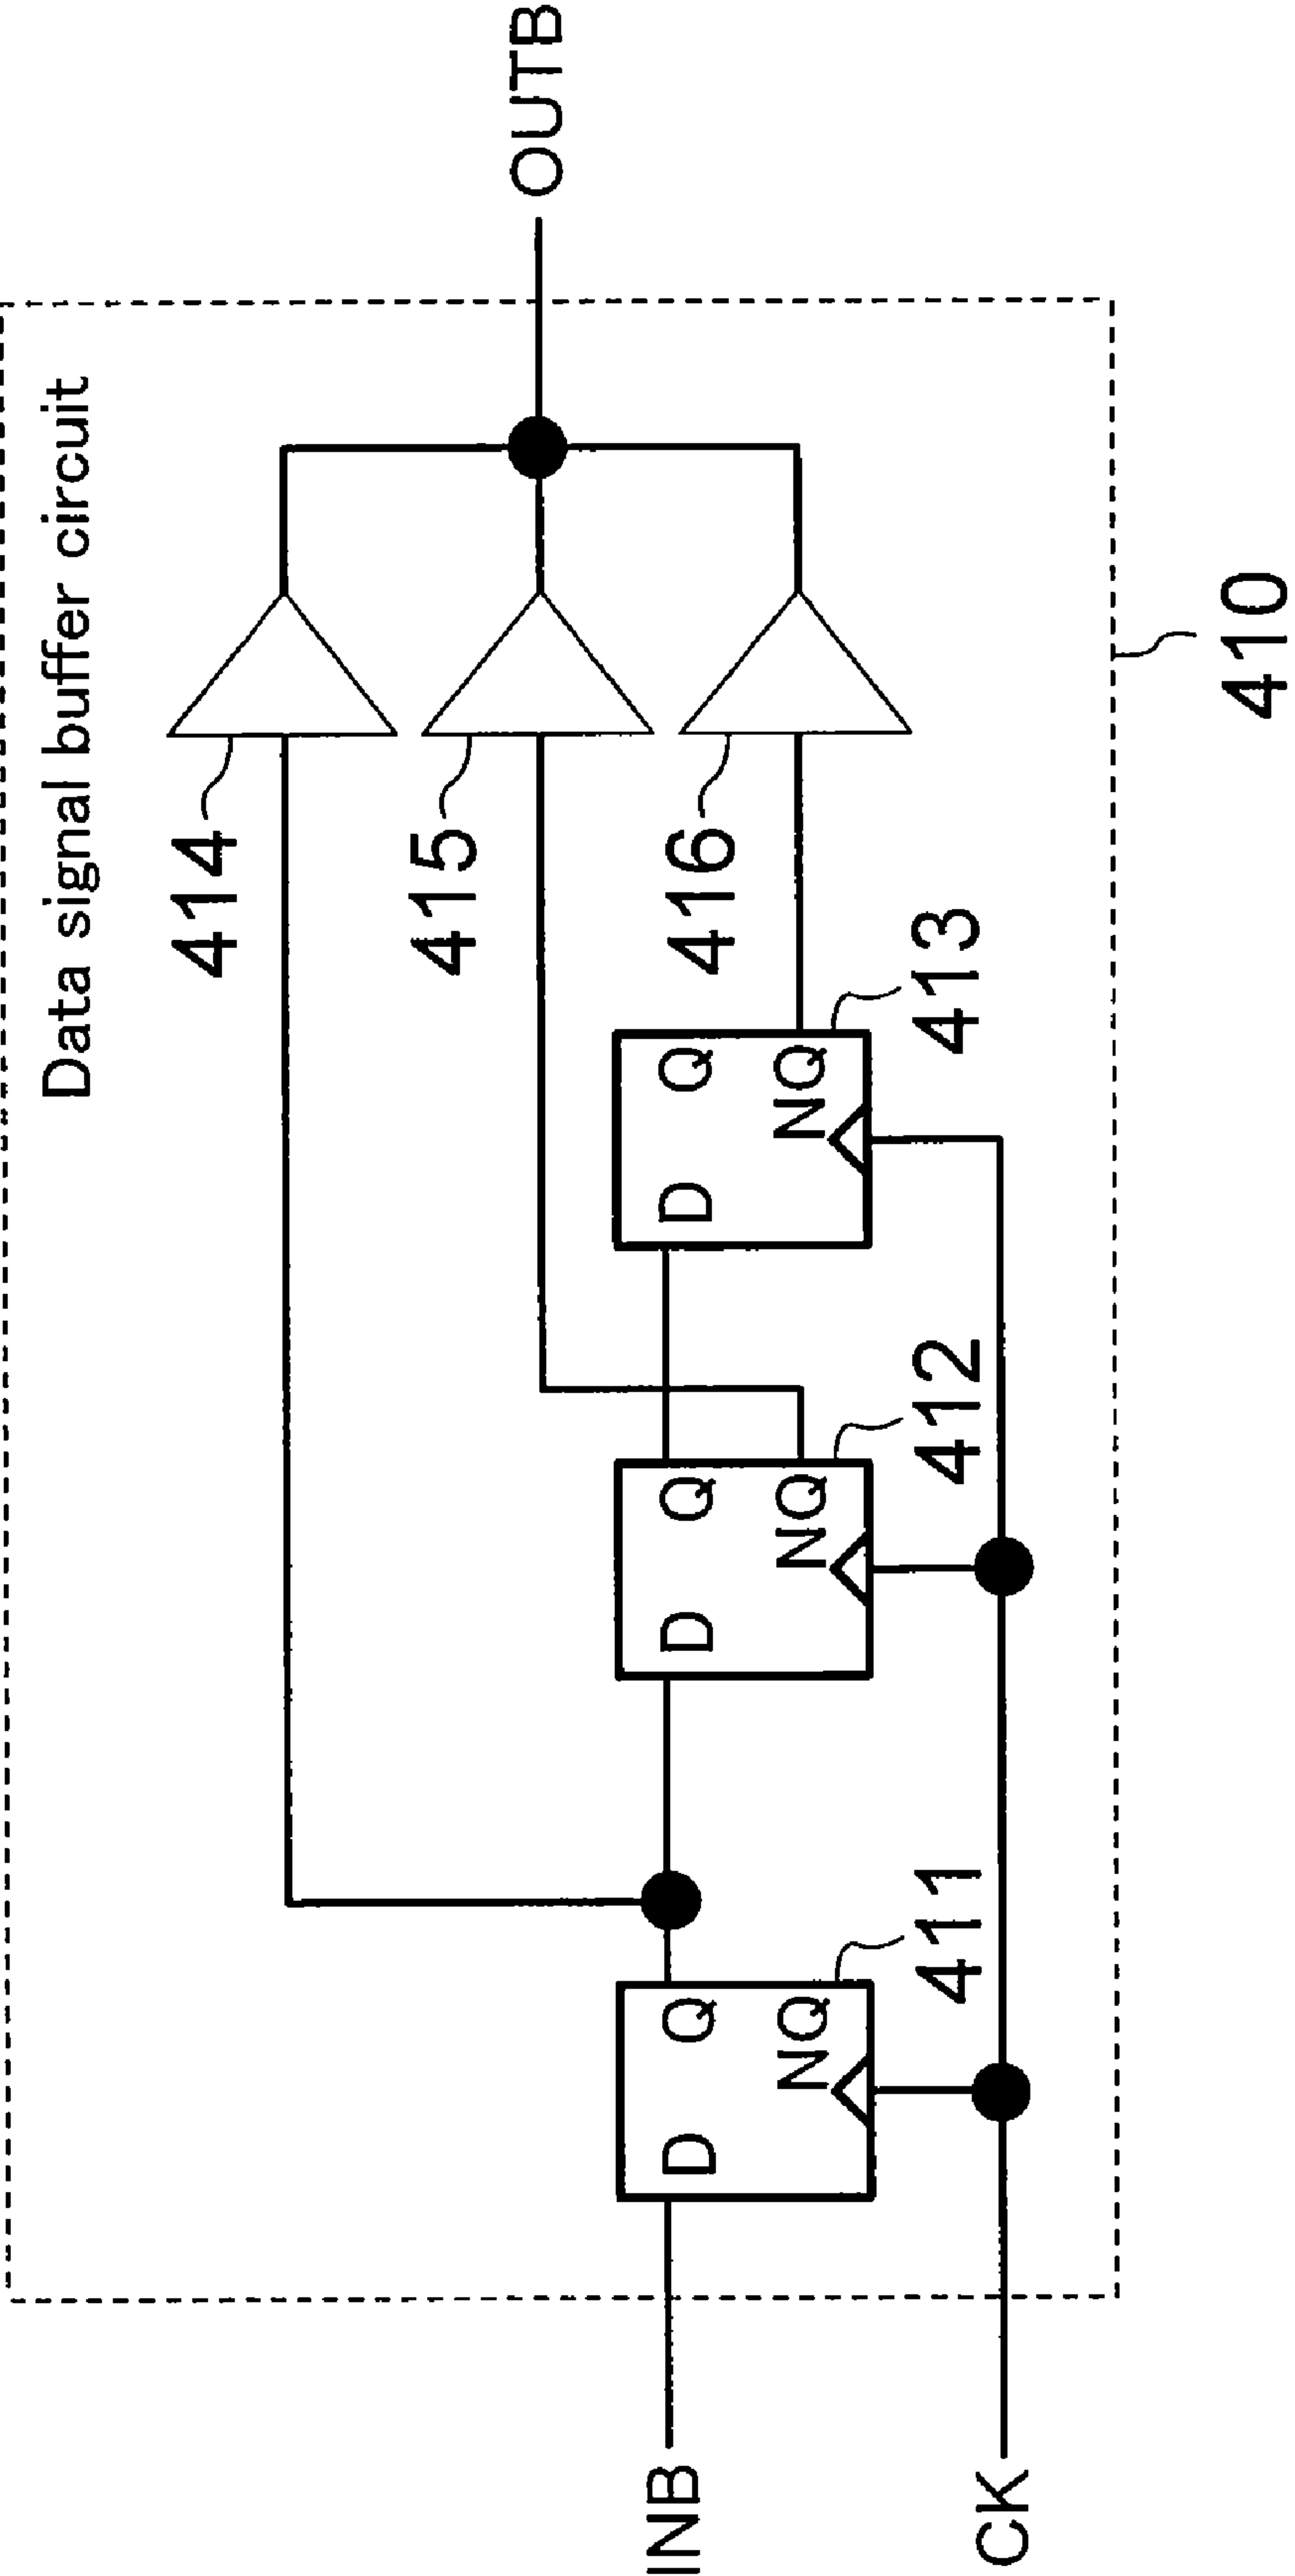 Data signal buffer circuit
414
415
416
OUTB
INB
D
Q
NQ
411
D
Q
NQ
412
D
Q
NQ
413
CK
410